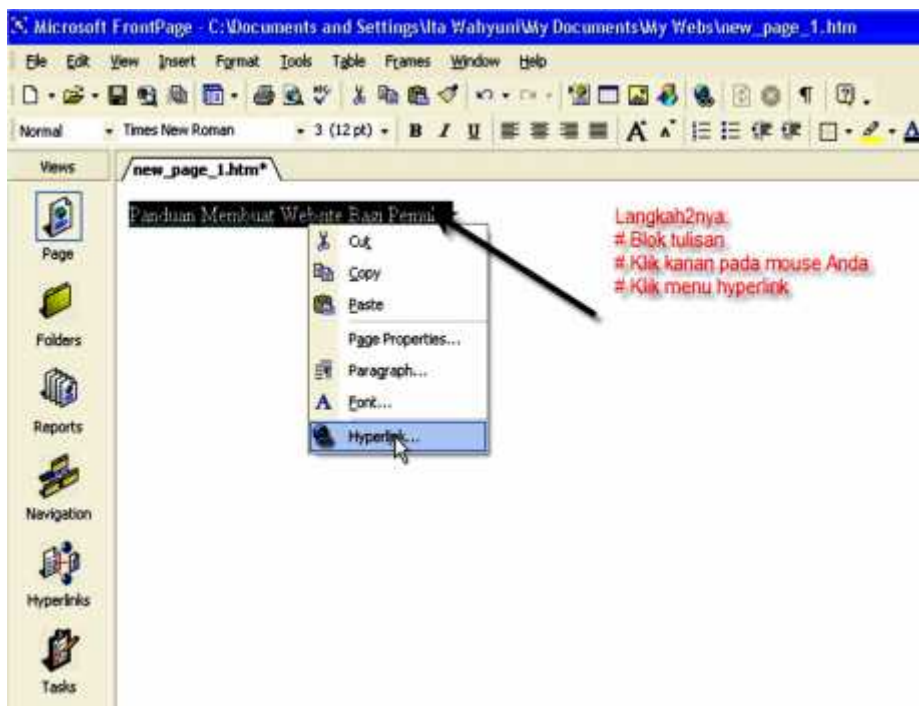 Microsoft FrontPage - C:\Documents and Settings\Ita Wahyuni\My Documents\My Webs\new_page_1.htm
File Edit View Insert Format Tools Table Frames Window Help
Normal Times New Roman 3 (12 pt) B I U A A A
Views
new_page_1.htm*
Panduan Membuat Website Bagi
Langkah2nya:
# Blok tulisan
# Klik kanan pada mouse Anda
# Klik menu hyperlink
Cut
Copy
Paste
Page Properties...
Paragraph...
Font...
Hyperlink...
Page
Folders
Reports
Navigation
Hyperlinks
Tasks